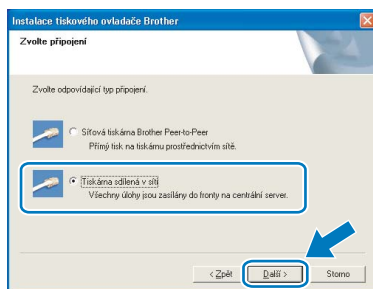 Instalace tiskového ovladače Brother
Zvolte připojení
Zvolte odpovídající typ připojení.
Síťová tiskárna Brother Peer-to-Peer
Přímý tisk na tiskárnu prostřednictvím sítě.
Tiskárna sdílená v síti
Všechny úlohy jsou zasílány do fronty na centrální server.
< Zpět
Další >
Storno